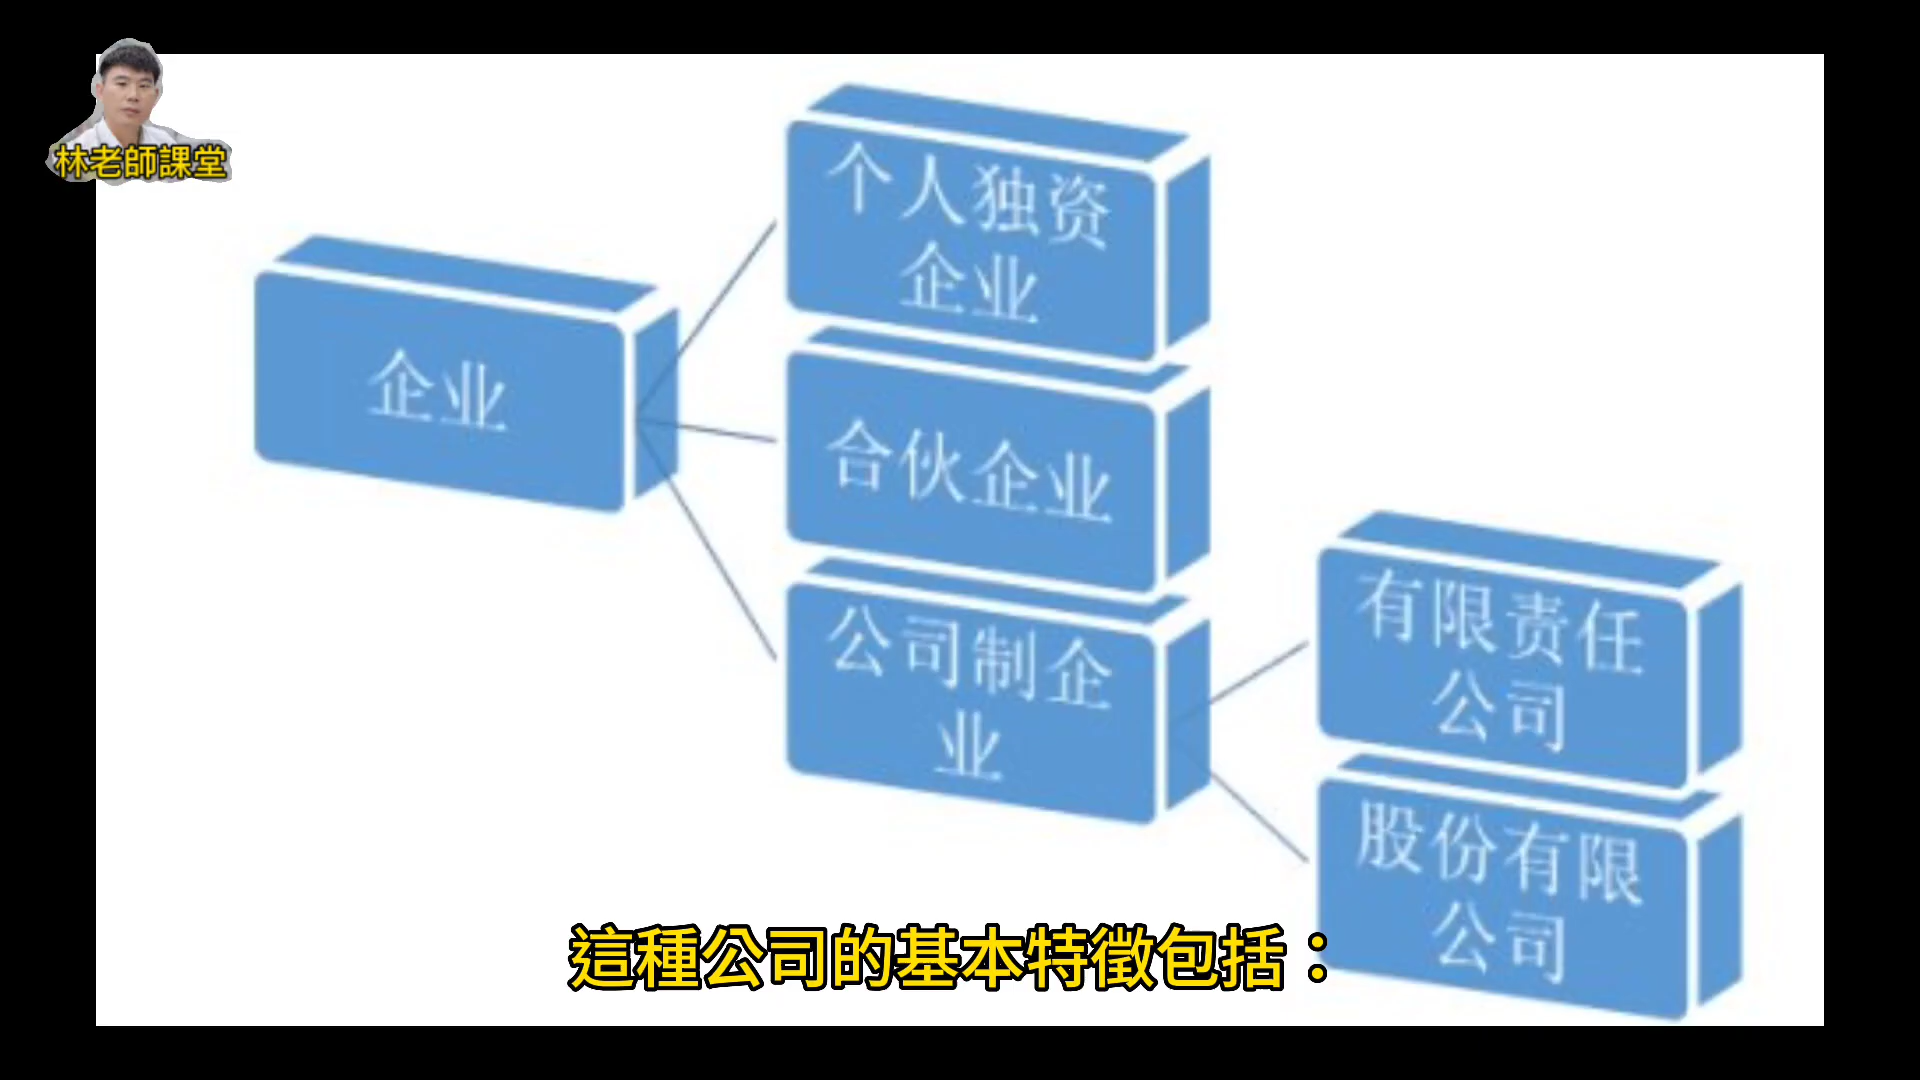 林老師課堂
企业
个人独资
企业
合伙企业
公司制企
业
有限责任
公司
股份有限
公司
這種公司的基本特徵包括：